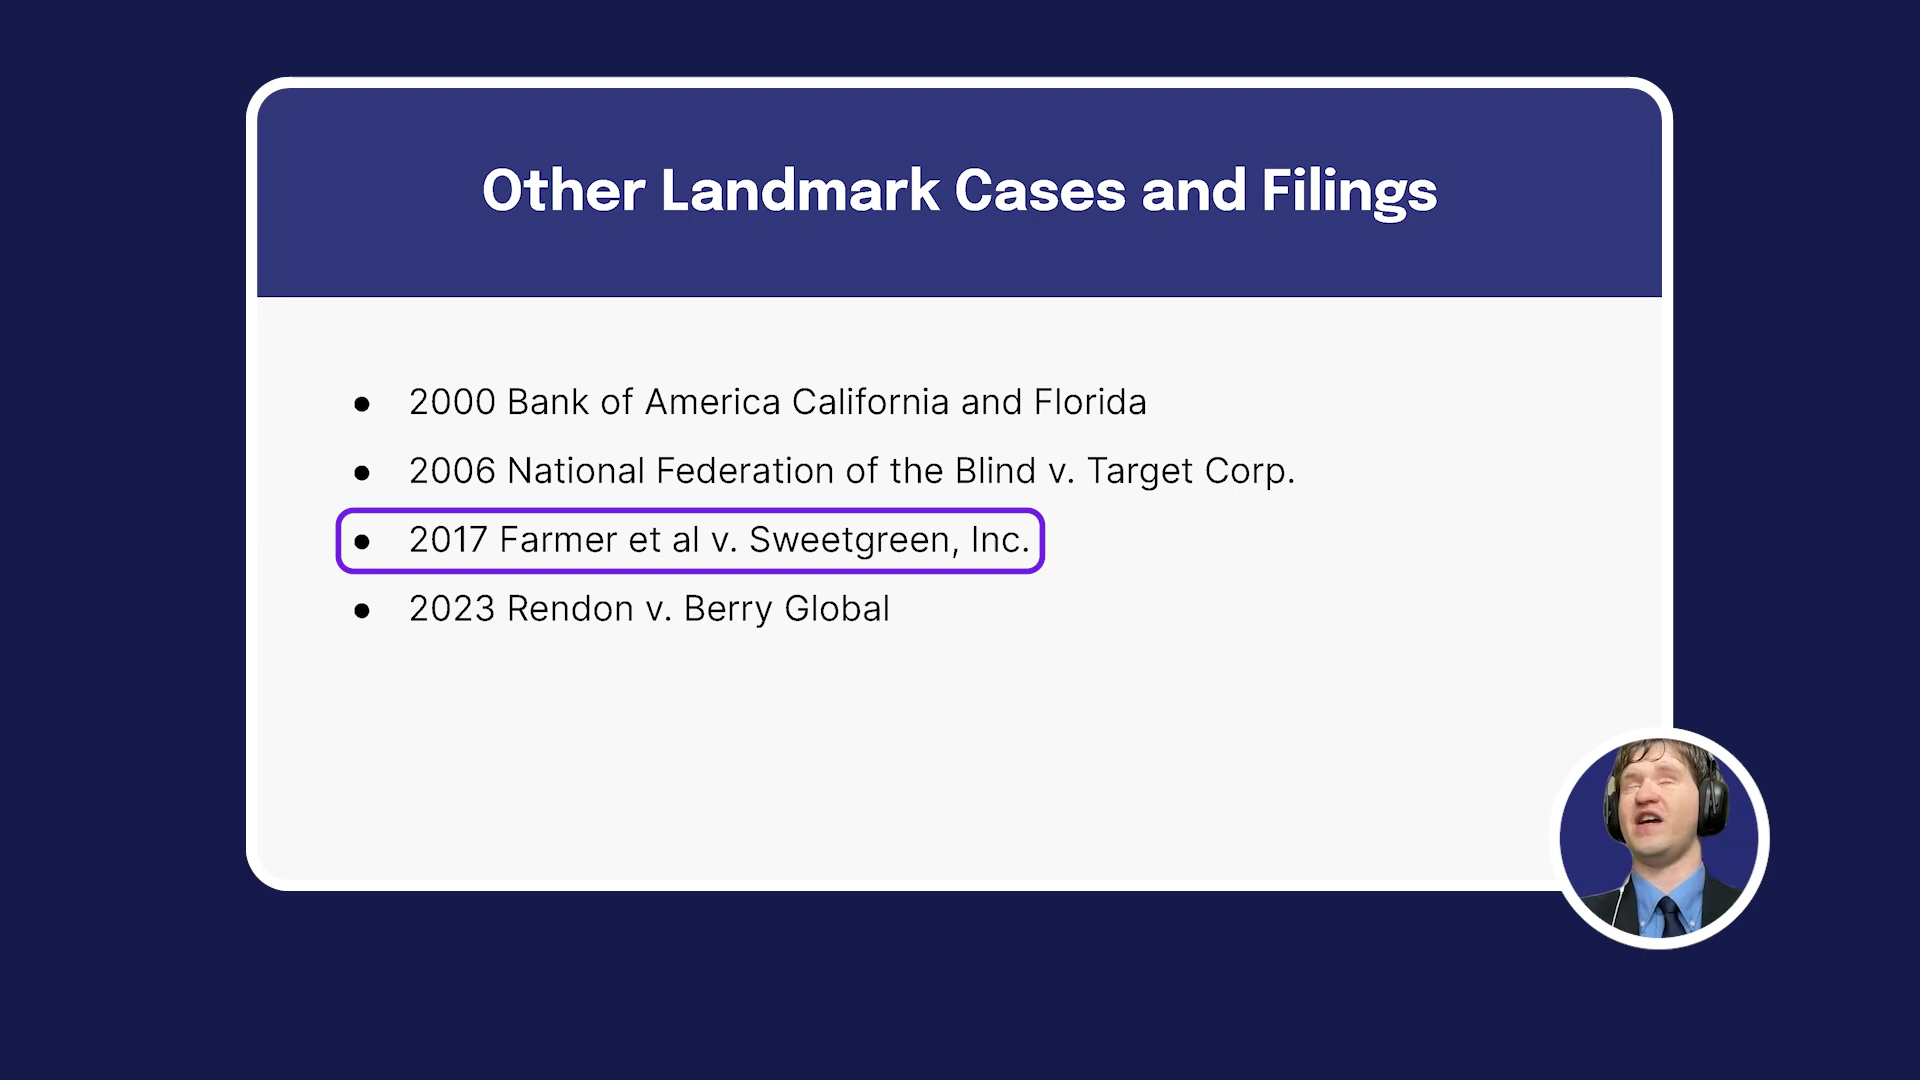 Other Landmark Cases and Filings
● 2000 Bank of America California and Florida
● 2006 National Federation of the Blind v. Target Corp.
● 2017 Farmer et al v. Sweetgreen, Inc.
● 2023 Rendon v. Berry Global